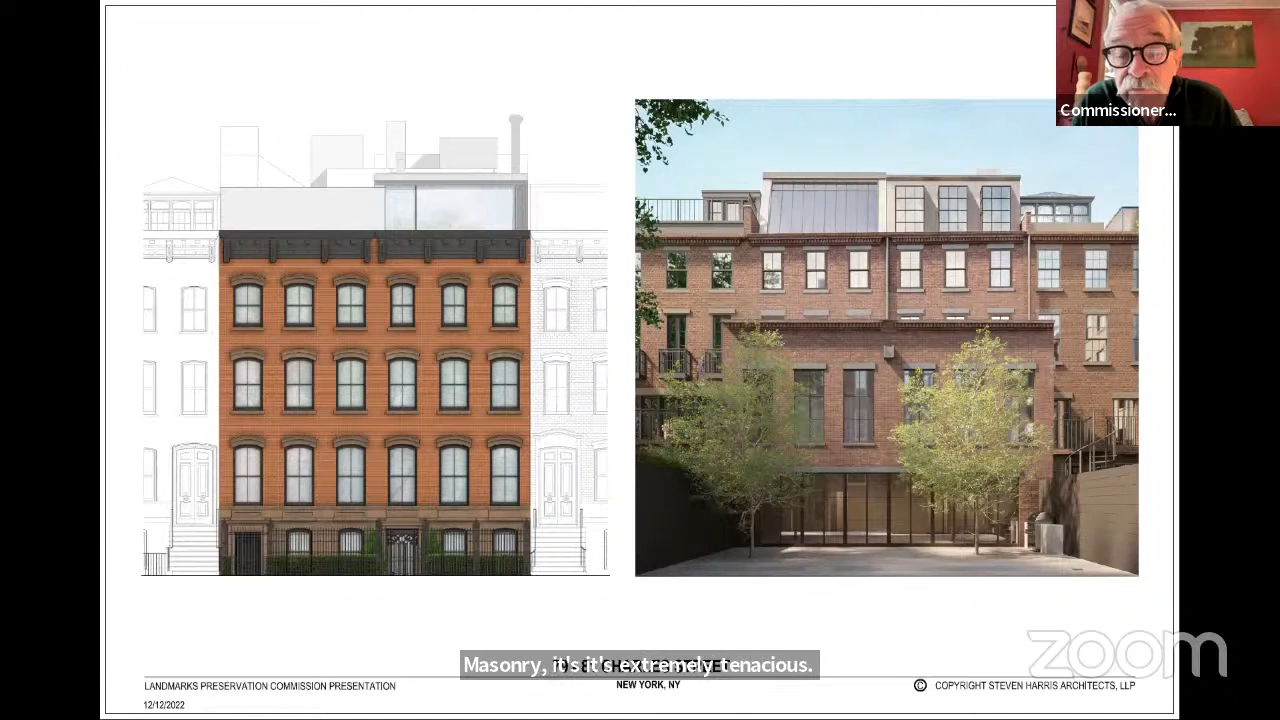 Commissioner...
Masonry, it's it's extremely tenacious.
NEW YORK, NY
LANDMARKS PRESERVATION COMMISSION PRESENTATION
© COPYRIGHT STEVEN HARRIS ARCHITECTS, LLP
12/12/2022
zoom